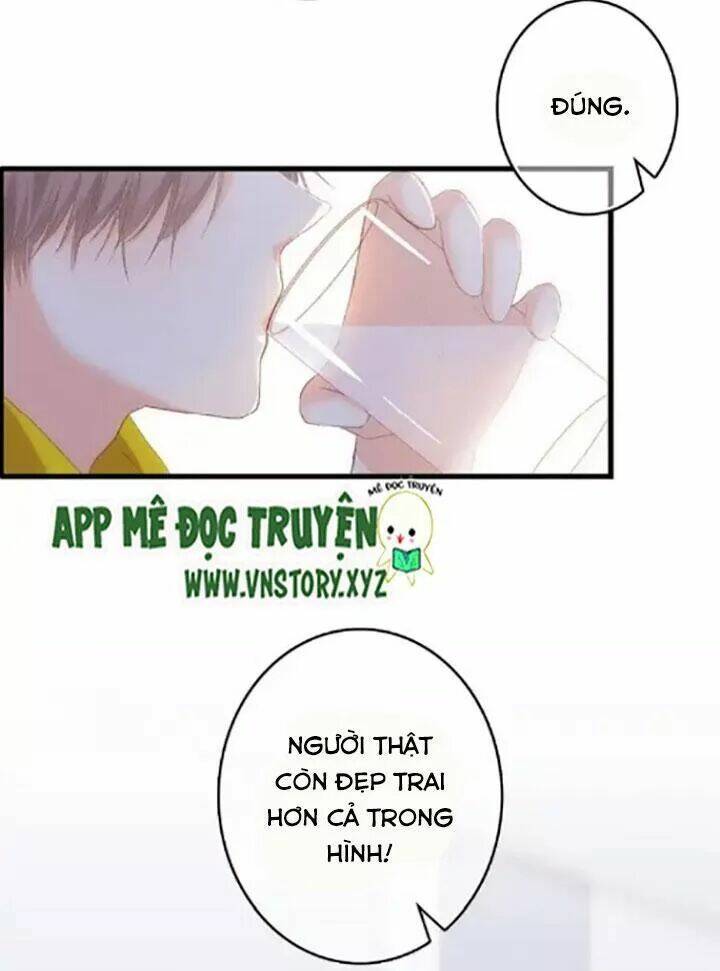 ĐÚNG.
MÊ ĐỌC TRUYỆN
APP MÊ ĐỌC TRUYỆN
WWW.VNSTORY.XYZ
NGƯỜI THẬT
CÒN ĐẸP TRAI
HƠN CẢ TRONG
HÌNH!